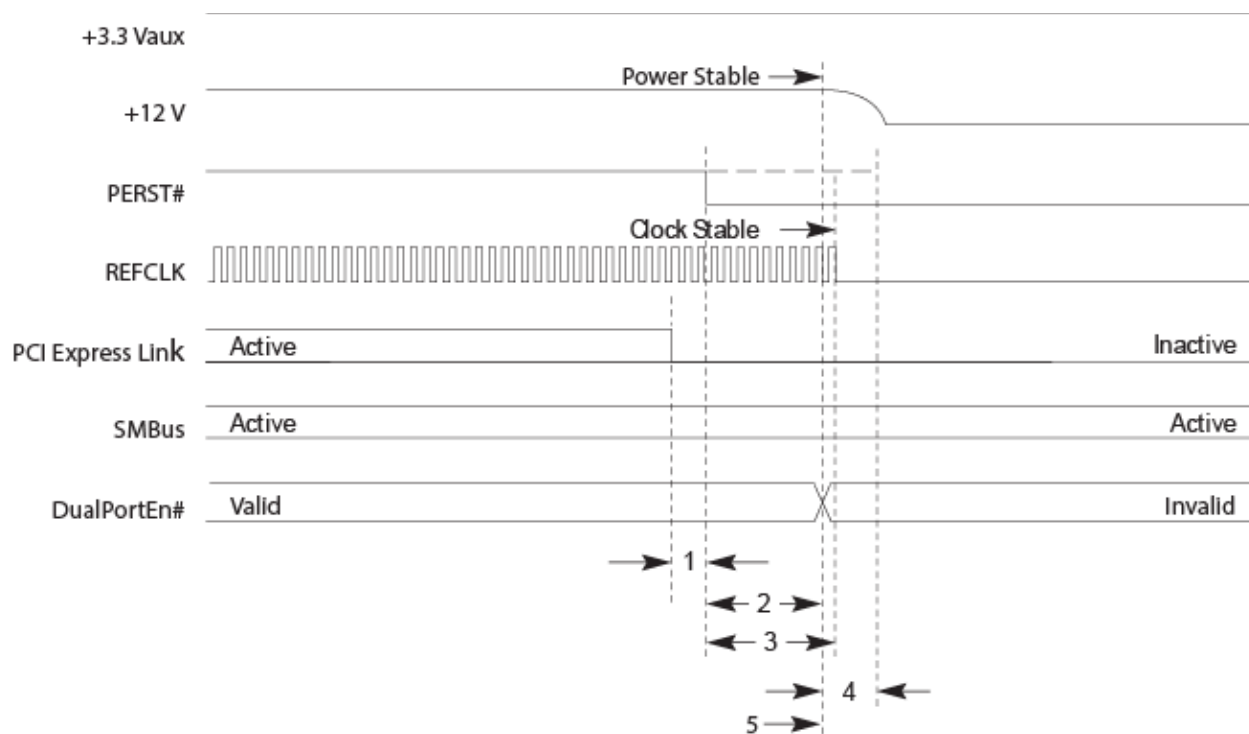 +3.3 Vaux
Power Stable
+12 V
PERST#
Clock Stable
REFCLK
PCI Express Link
Active
Inactive
SMBus
Active
Active
DualPortEn#
Valid
Invalid
1
2
3
4
5